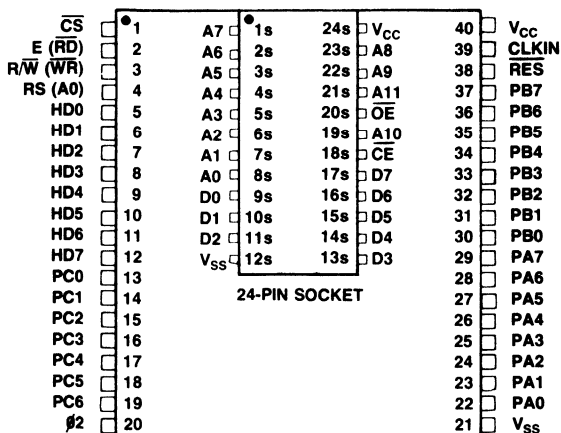 C̅S̅ 1 A7 1s 24s VCC 40 VCC
E (R̅D̅) 2 A6 2s 23s A8 39 CLKIN
R/W̅ (W̅R̅) 3 A5 3s 22s A9 38 R̅E̅S̅
RS (A0) 4 A4 4s 21s A11 37 PB7
HD0 5 A3 5s 20s O̅E̅ 36 PB6
HD1 6 A2 6s 19s A10 35 PB5
HD2 7 A1 7s 18s C̅E̅ 34 PB4
HD3 8 A0 8s 17s D7 33 PB3
HD4 9 D0 9s 16s D6 32 PB2
HD5 10 D1 10s 15s D5 31 PB1
HD6 11 D2 11s 14s D4 30 PB0
HD7 12 VSS 12s 13s D3 29 PA7
PC0 13 28 PA6
24-PIN SOCKET
PC1 14 27 PA5
PC2 15 26 PA4
PC3 16 25 PA3
PC4 17 24 PA2
PC5 18 23 PA1
PC6 19 22 PA0
ø2 20 21 VSS